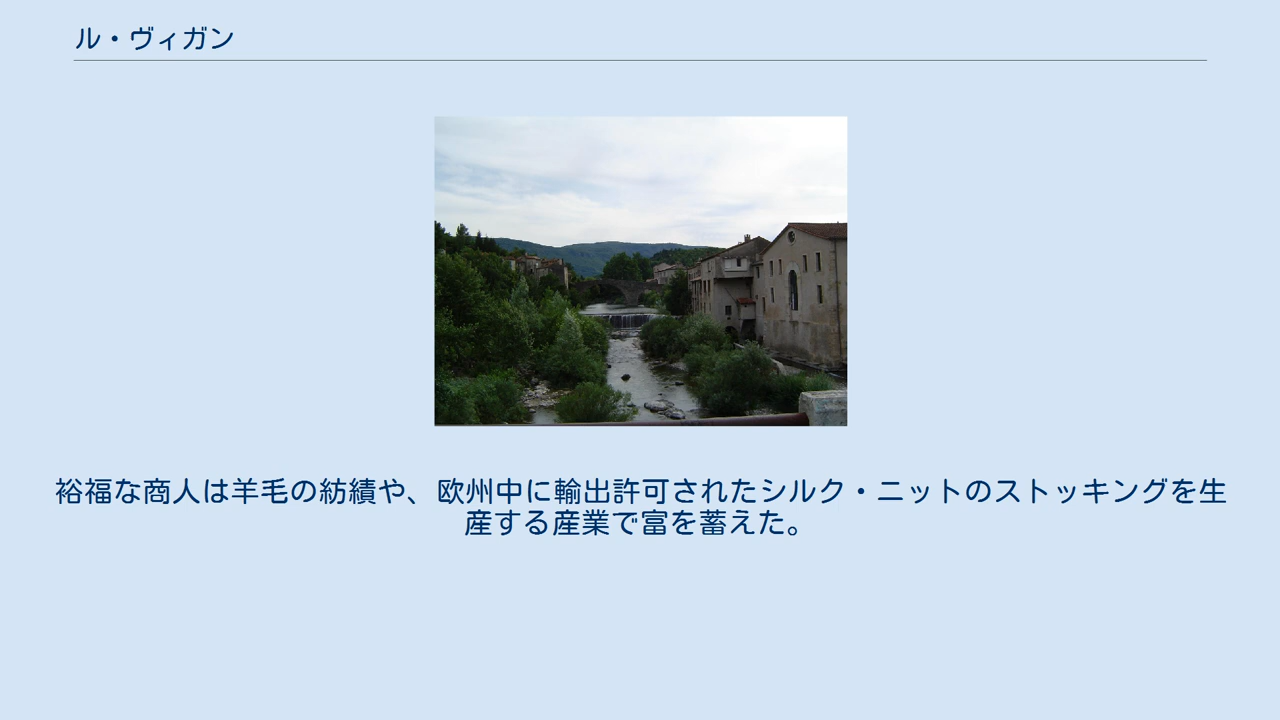 ル・ヴィガン
裕福な商人は羊毛の紡績や、欧州中に輸出許可されたシルク・ニットのストッキングを生
産する産業で富を蓄えた。